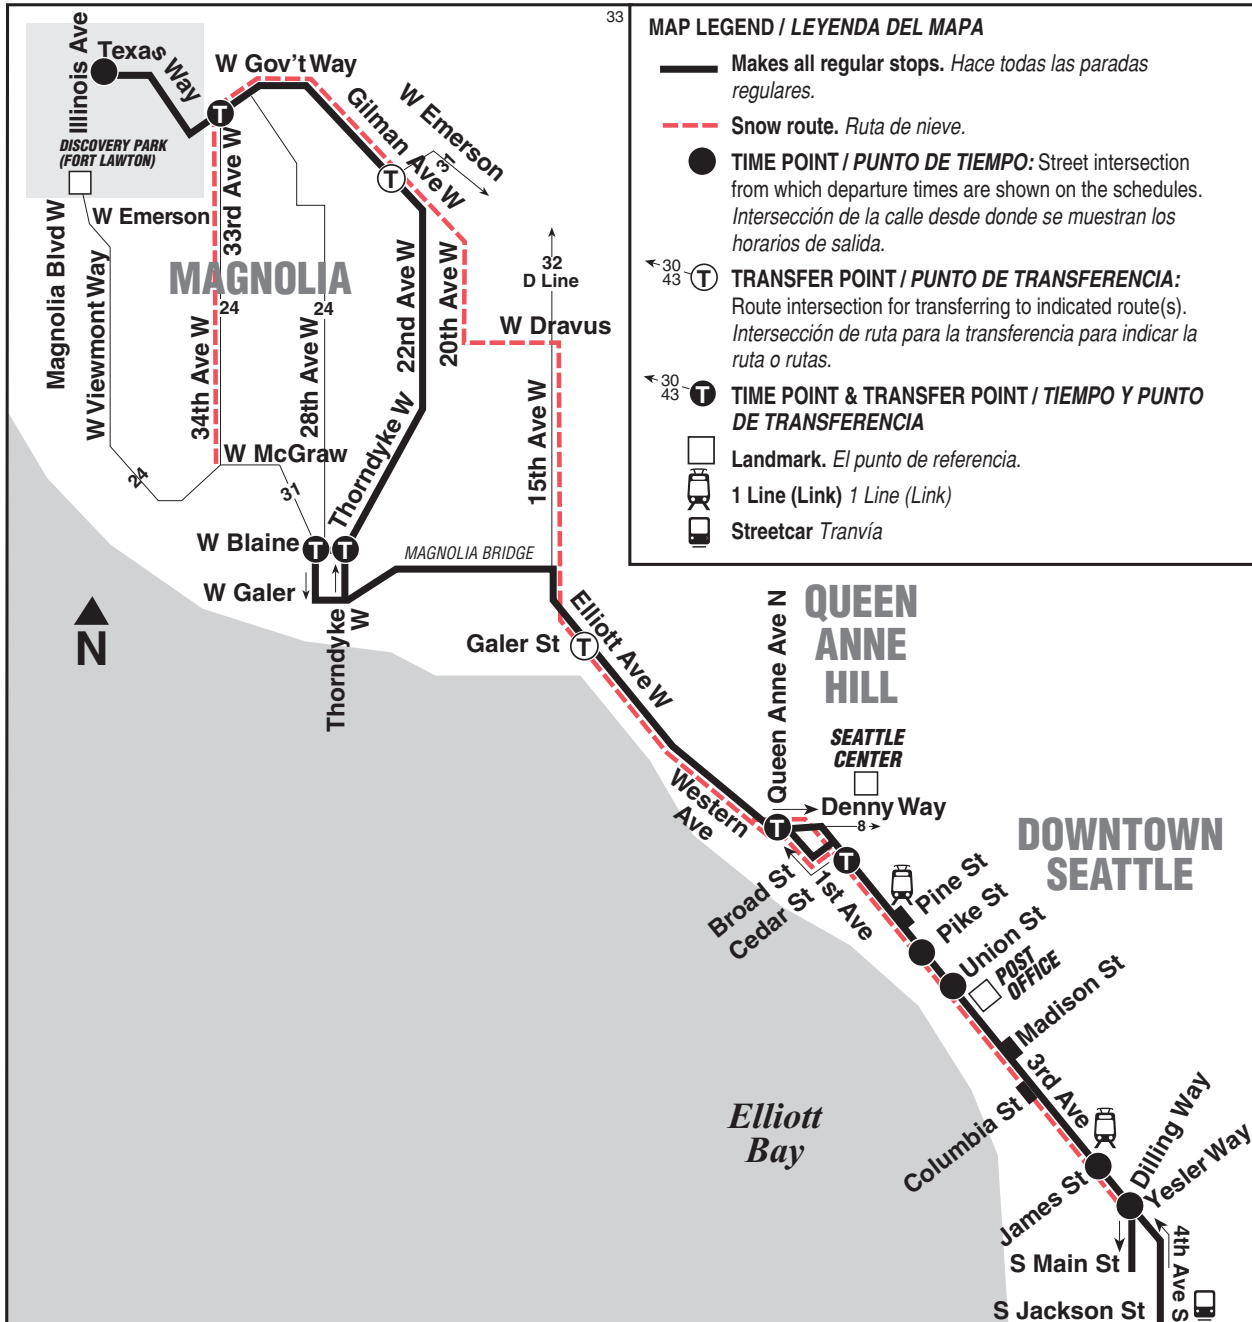 33
MAP LEGEND / LEYENDA DEL MAPA
Makes all regular stops. Hace todas las paradas
regulares.
Snow route. Ruta de nieve.
TIME POINT / PUNTO DE TIEMPO: Street intersection
from which departure times are shown on the schedules.
Intersección de la calle desde donde se muestran los
horarios de salida.
30
43
T
TRANSFER POINT / PUNTO DE TRANSFERENCIA:
Route intersection for transferring to indicated route(s).
Intersección de ruta para la transferencia para indicar la
ruta o rutas.
30
43
T
TIME POINT & TRANSFER POINT / TIEMPO Y PUNTO
DE TRANSFERENCIA
Landmark. El punto de referencia.
1 Line (Link) 1 Line (Link)
Streetcar Tranvía
Illinois Ave
Texas Way
W Gov't Way
T
Gilman Ave W
W Emerson
31
T
DISCOVERY PARK
(FORT LAWTON)
Magnolia Blvd W
W Emerson
W Viewmont Way
33rd Ave W
MAGNOLIA
24
24
34th Ave W
28th Ave W
22nd Ave W
20th Ave W
32
D Line
W Dravus
15th Ave W
W McGraw
24
31
Thorndyke W
W Blaine
T
T
MAGNOLIA BRIDGE
W Galer
Thorndyke
W
N
Galer St
T
Elliott Ave W
Queen Anne Ave N
QUEEN
ANNE
HILL
SEATTLE
CENTER
Western
Ave
T
Denny Way
8
T
DOWNTOWN
SEATTLE
Broad St
Cedar St
1st Ave
Pine St
Pike St
Union St
POST
OFFICE
Madison St
3rd Ave
Columbia St
Elliott
Bay
James St
Dilling Way
Yesler Way
S Main St
4th Ave S
S Jackson St